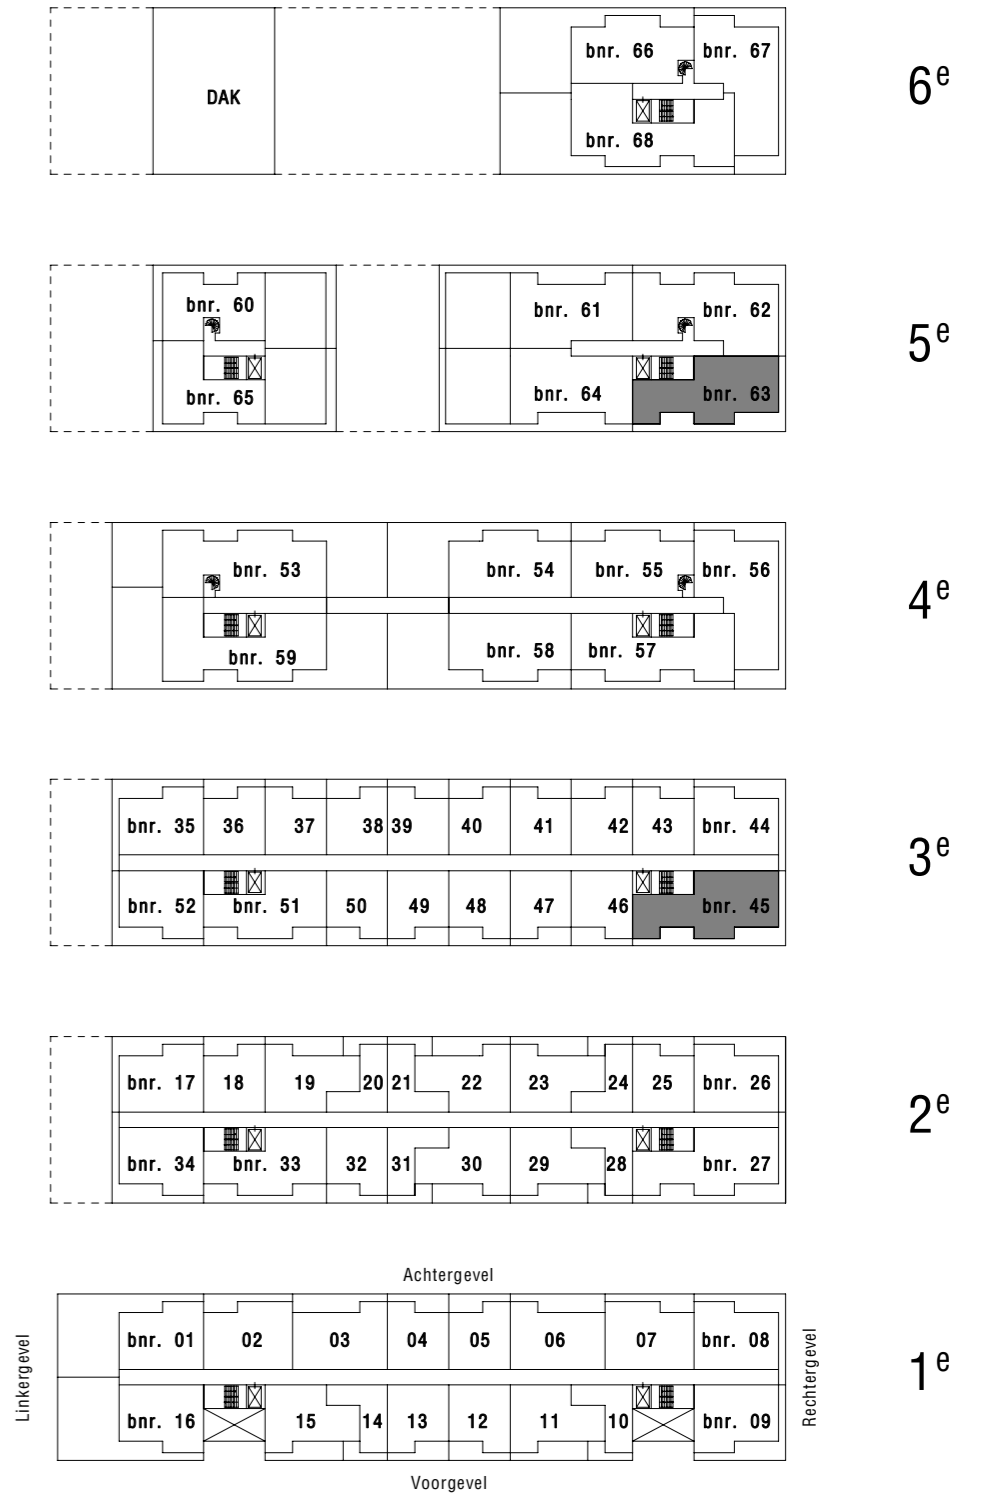 bnr. 66 bnr. 67
6e
DAK
bnr. 68
bnr. 60 bnr. 61 bnr. 62
5e
bnr. 65 bnr. 64 bnr. 63
bnr. 53 bnr. 54 bnr. 55 bnr. 56
4e
bnr. 59 bnr. 58 bnr. 57
bnr. 35 36 37 38 39 40 41 42 43 bnr. 44
3e
bnr. 52 bnr. 51 50 49 48 47 46 bnr. 45
bnr. 17 18 19 20 21 22 23 24 25 bnr. 26
2e
bnr. 34 bnr. 33 32 31 30 29 28 bnr. 27
Achtergevel
bnr. 01 02 03 04 05 06 07 bnr. 08
Linkergevel
Rechtergevel
1e
bnr. 16 15 14 13 12 11 10 bnr. 09
Voorgevel